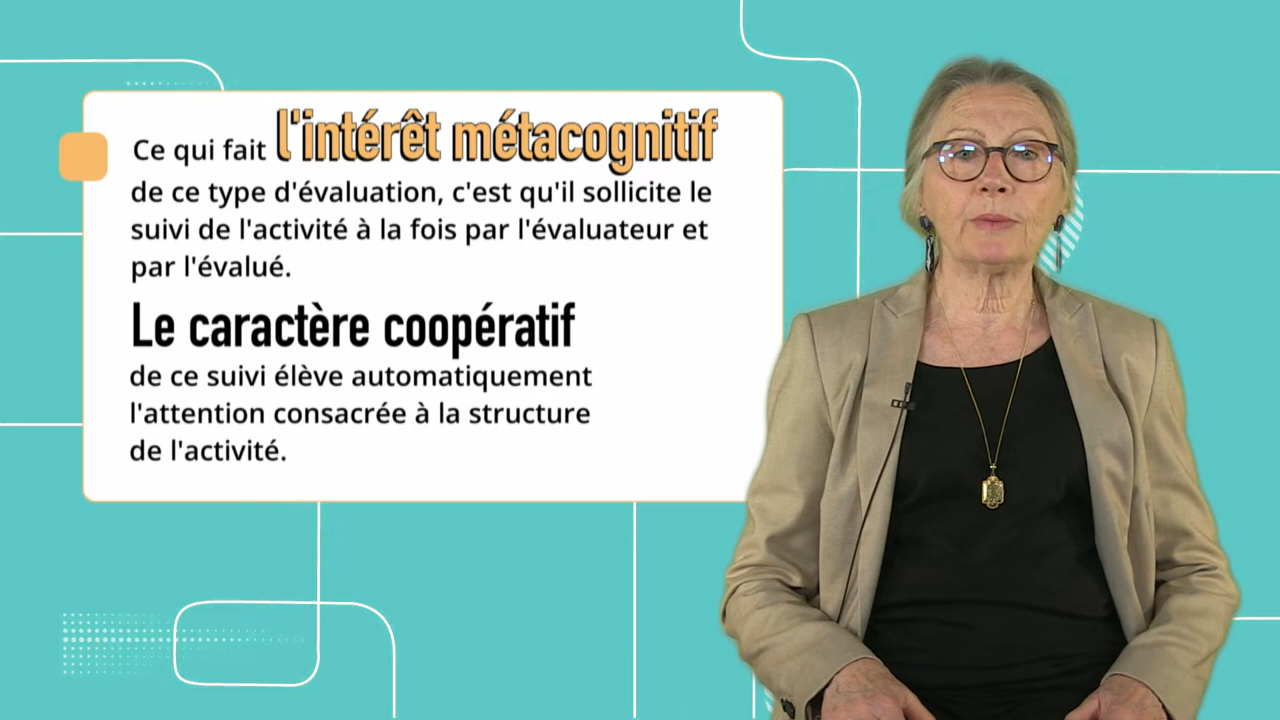 Ce qui fait l'intérêt métacognitif
de ce type d'évaluation, c'est qu'il sollicite le
suivi de l'activité à la fois par l'évaluateur et
par l'évalué.
Le caractère coopératif
de ce suivi élève automatiquement
l'attention consacrée à la structure
de l'activité.